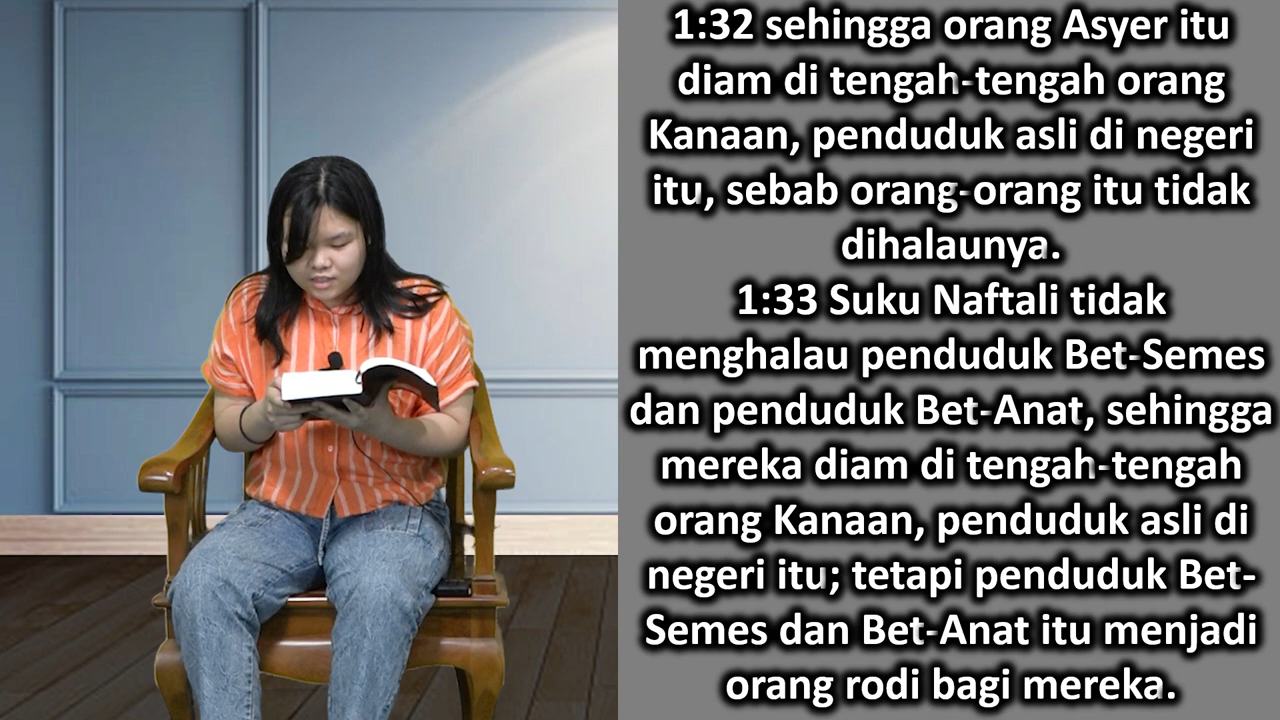 1:32 sehingga orang Asyer itu
diam di tengah-tengah orang
Kanaan, penduduk asli di negeri
itu, sebab orang-orang itu tidak
dihalaunya.
1:33 Suku Naftali tidak
menghalau penduduk Bet-Semes
dan penduduk Bet-Anat, sehingga
mereka diam di tengah-tengah
orang Kanaan, penduduk asli di
negeri itu; tetapi penduduk Bet-
Semes dan Bet-Anat itu menjadi
orang rodi bagi mereka.